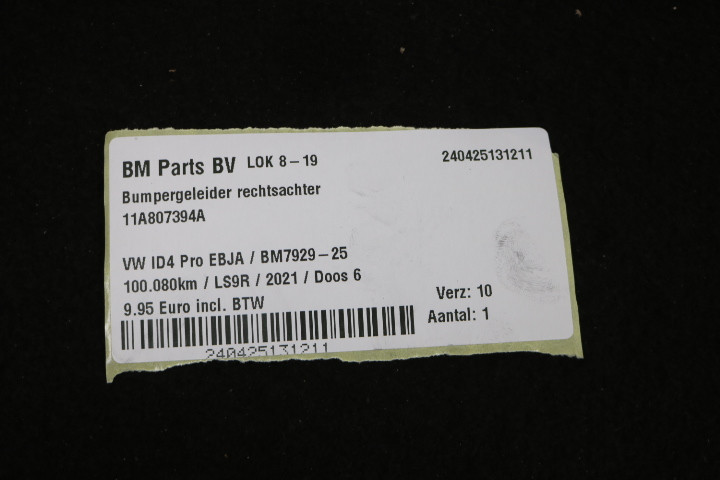 BM Parts BV LOK 8-19 240425131211
Bumpergeleider rechtsachter
11A807394A
VW ID4 Pro EBJA / BM7929-25
100.080km / LS9R / 2021 / Doos 6
9.95 Euro incl. BTW
Verz: 10
Aantal: 1
240425131211